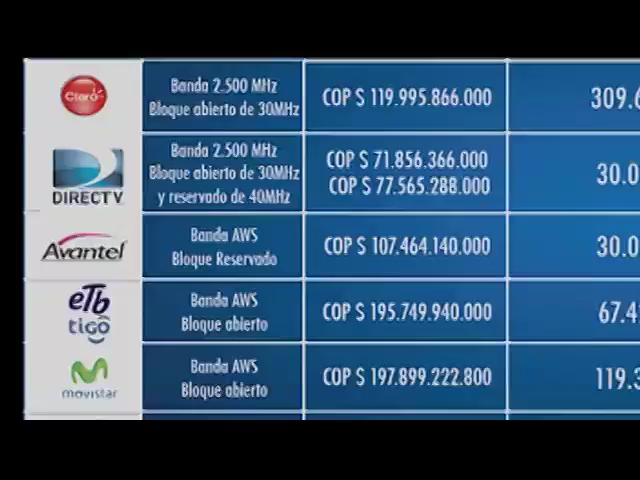 Claro
Banda 2.500 MHz
Bloque abierto de 30MHz
COP $ 119.995.866.000
309.6
DIRECTV
Banda 2.500 MHz
Bloque abierto de 30MHz
y reservado de 40MHz
COP $ 71.856.366.000
COP $ 77.565.288.000
30.0
Avantel
Banda AWS
Bloque Reservado
COP $ 107.464.140.000
30.0
eTb
tigo
Banda AWS
Bloque abierto
COP $ 195.749.940.000
67.4
movistar
Banda AWS
Bloque abierto
COP $ 197.899.222.800
119.3